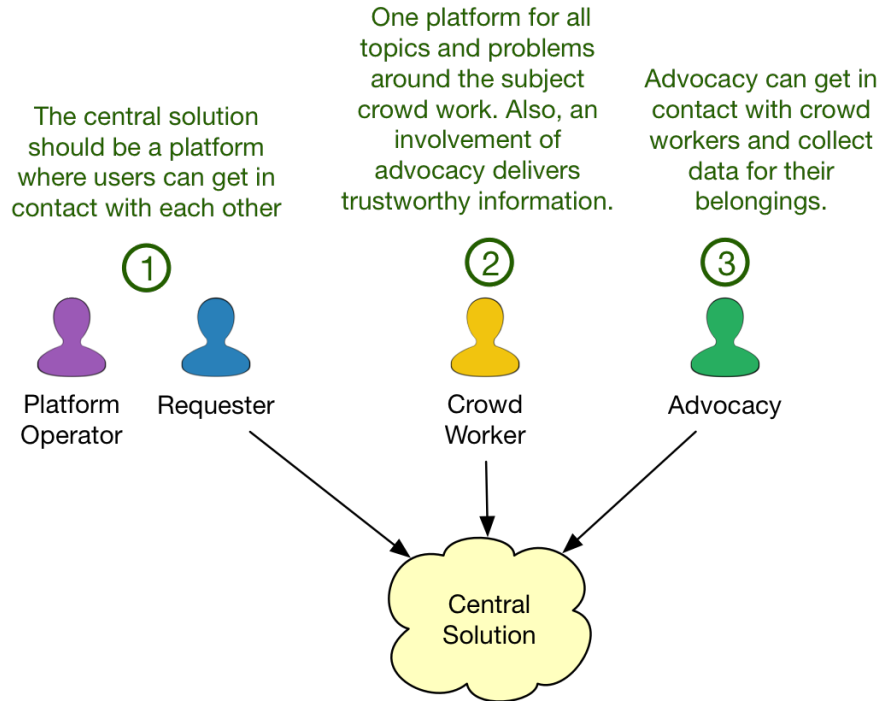 The central solution
should be a platform
where users can get in
contact with each other
One platform for all
topics and problems
around the subject
crowd work. Also, an
involvement of
advocacy delivers
trustworthy information.
Advocacy can get in
contact with crowd
workers and collect
data for their
belongings.
1
2
3
Platform
Operator
Requester
Crowd
Worker
Advocacy
Central
Solution